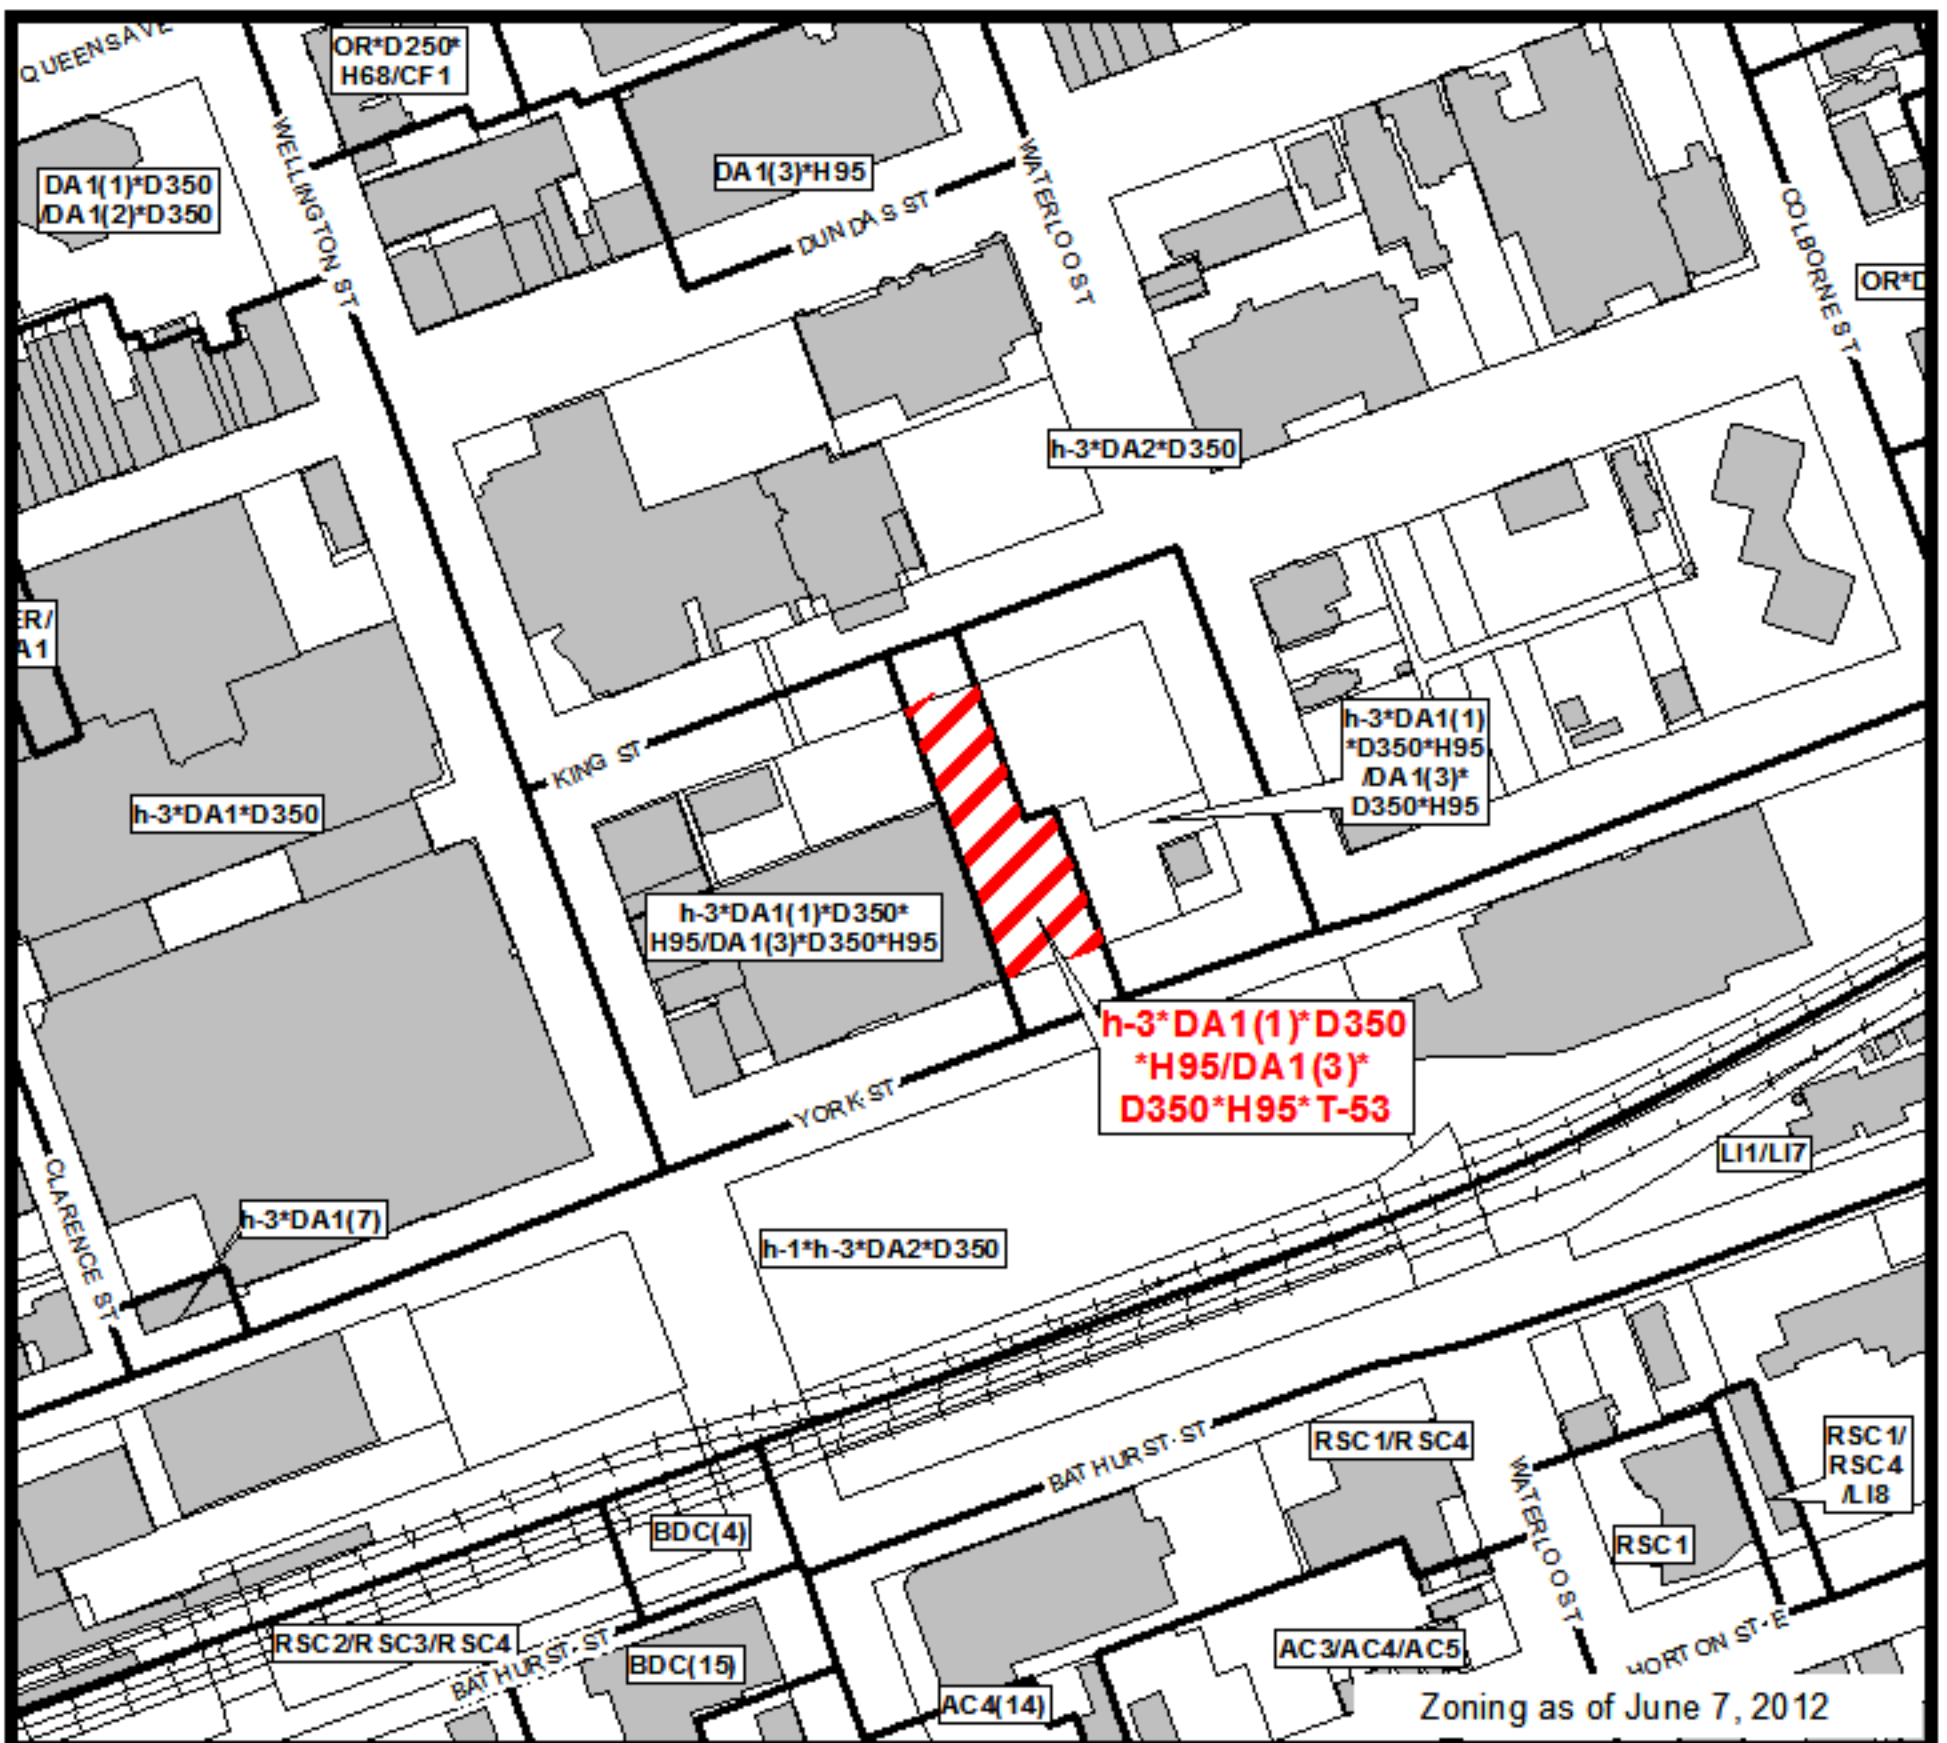 QUEENS AVE
OR*D250*
H68/CF1
WELLINGTON ST
DA1(1)*D350
/DA1(2)*D350
DA1(3)*H95
DUNDAS ST
WATERLOO ST
COLBORNE ST
OR*D
h-3*DA2*D350
ER/
A1
KING ST
h-3*DA1*D350
h-3*DA1(1)
*D350*H95
/DA1(3)*
D350*H95
h-3*DA1(1)*D350*
H95/DA1(3)*D350*H95
h-3*DA1(1)*D350
*H95/DA1(3)*
D350*H95*T-53
YORK ST
LI1/LI7
CLARENCE ST
h-3*DA1(7)
h-1*h-3*DA2*D350
BATHURST ST
RSC1/RSC4
RSC1/
RSC4
/LI8
WATERLOO ST
BDC(4)
RSC1
RSC2/RSC3/RSC4
BATHURST ST
BDC(15)
AC3/AC4/AC5
HORTON ST E
AC4(14)
Zoning as of June 7, 2012